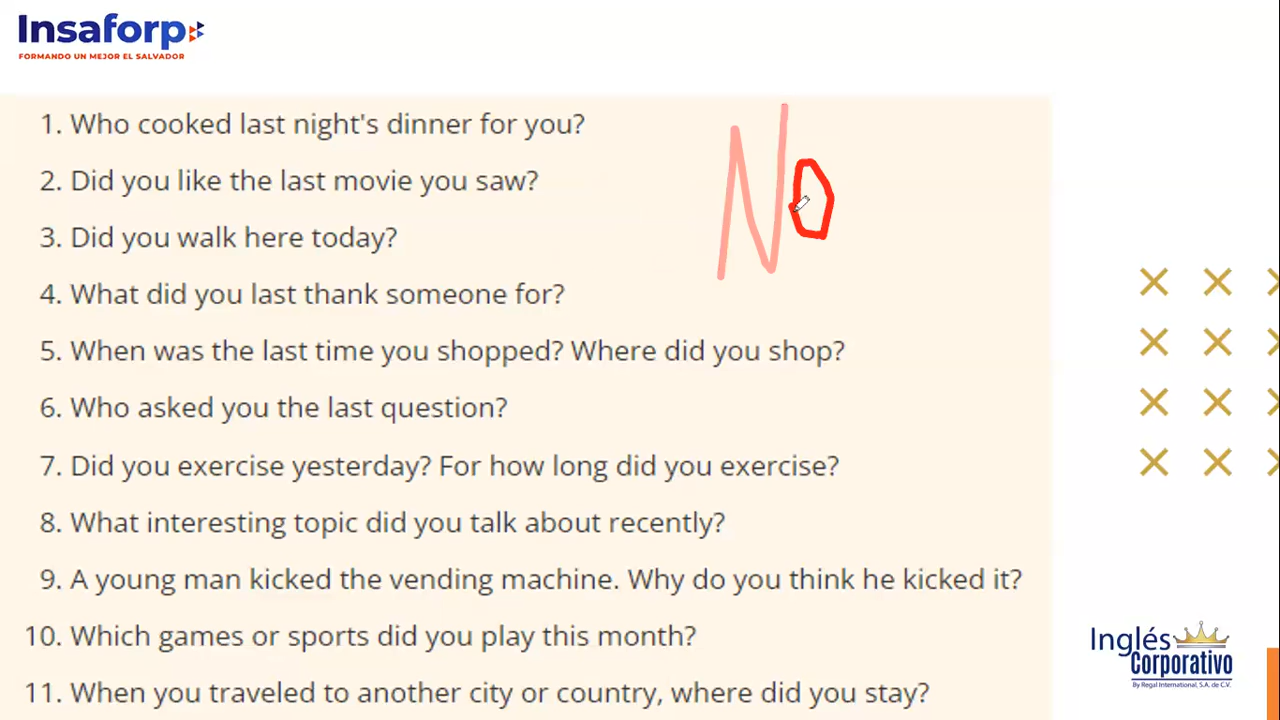 Insaforp
FORMANDO UN MEJOR EL SALVADOR
1. Who cooked last night's dinner for you?
2. Did you like the last movie you saw?
3. Did you walk here today?
4. What did you last thank someone for?
5. When was the last time you shopped? Where did you shop?
6. Who asked you the last question?
7. Did you exercise yesterday? For how long did you exercise?
8. What interesting topic did you talk about recently?
9. A young man kicked the vending machine. Why do you think he kicked it?
10. Which games or sports did you play this month?
11. When you traveled to another city or country, where did you stay?
No
Inglés
Corporativo
By Regal International, S.A. de C.V.